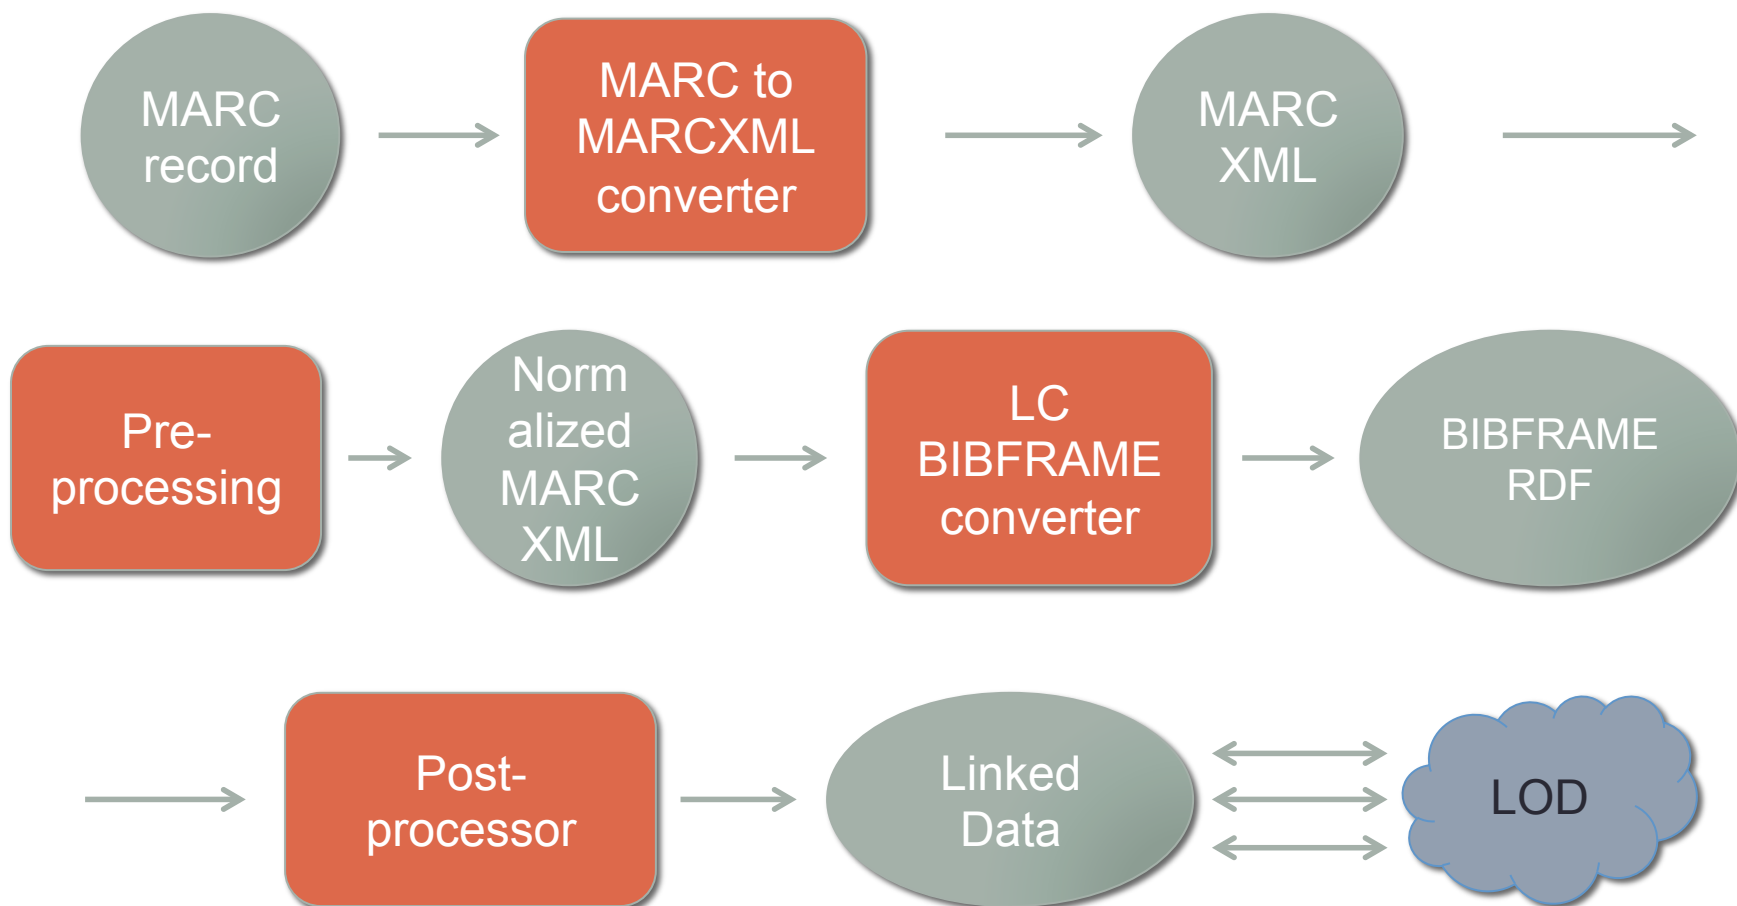 MARC
record
MARC to
MARCXML
converter
MARC
XML
Pre-
processing
Norm
alized
MARC
XML
LC
BIBFRAME
converter
BIBFRAME
RDF
Post-
processor
Linked
Data
LOD